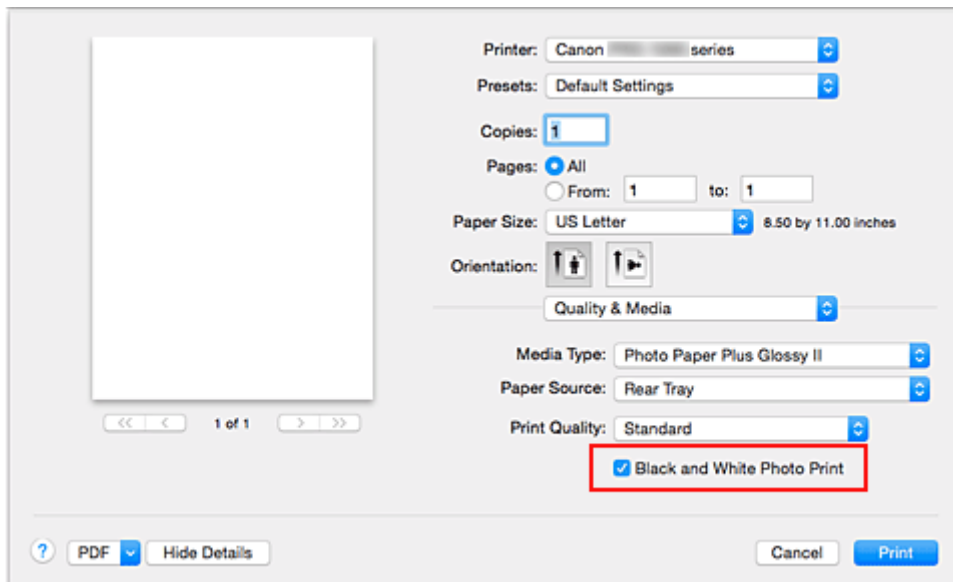 Printer: Canon series
Presets: Default Settings
Copies: 1
Pages: All
From: 1 to: 1
Paper Size: US Letter 8.50 by 11.00 inches
Orientation:
Quality & Media
Media Type: Photo Paper Plus Glossy II
Paper Source: Rear Tray
1 of 1
Print Quality: Standard
Black and White Photo Print
? PDF Hide Details Cancel Print